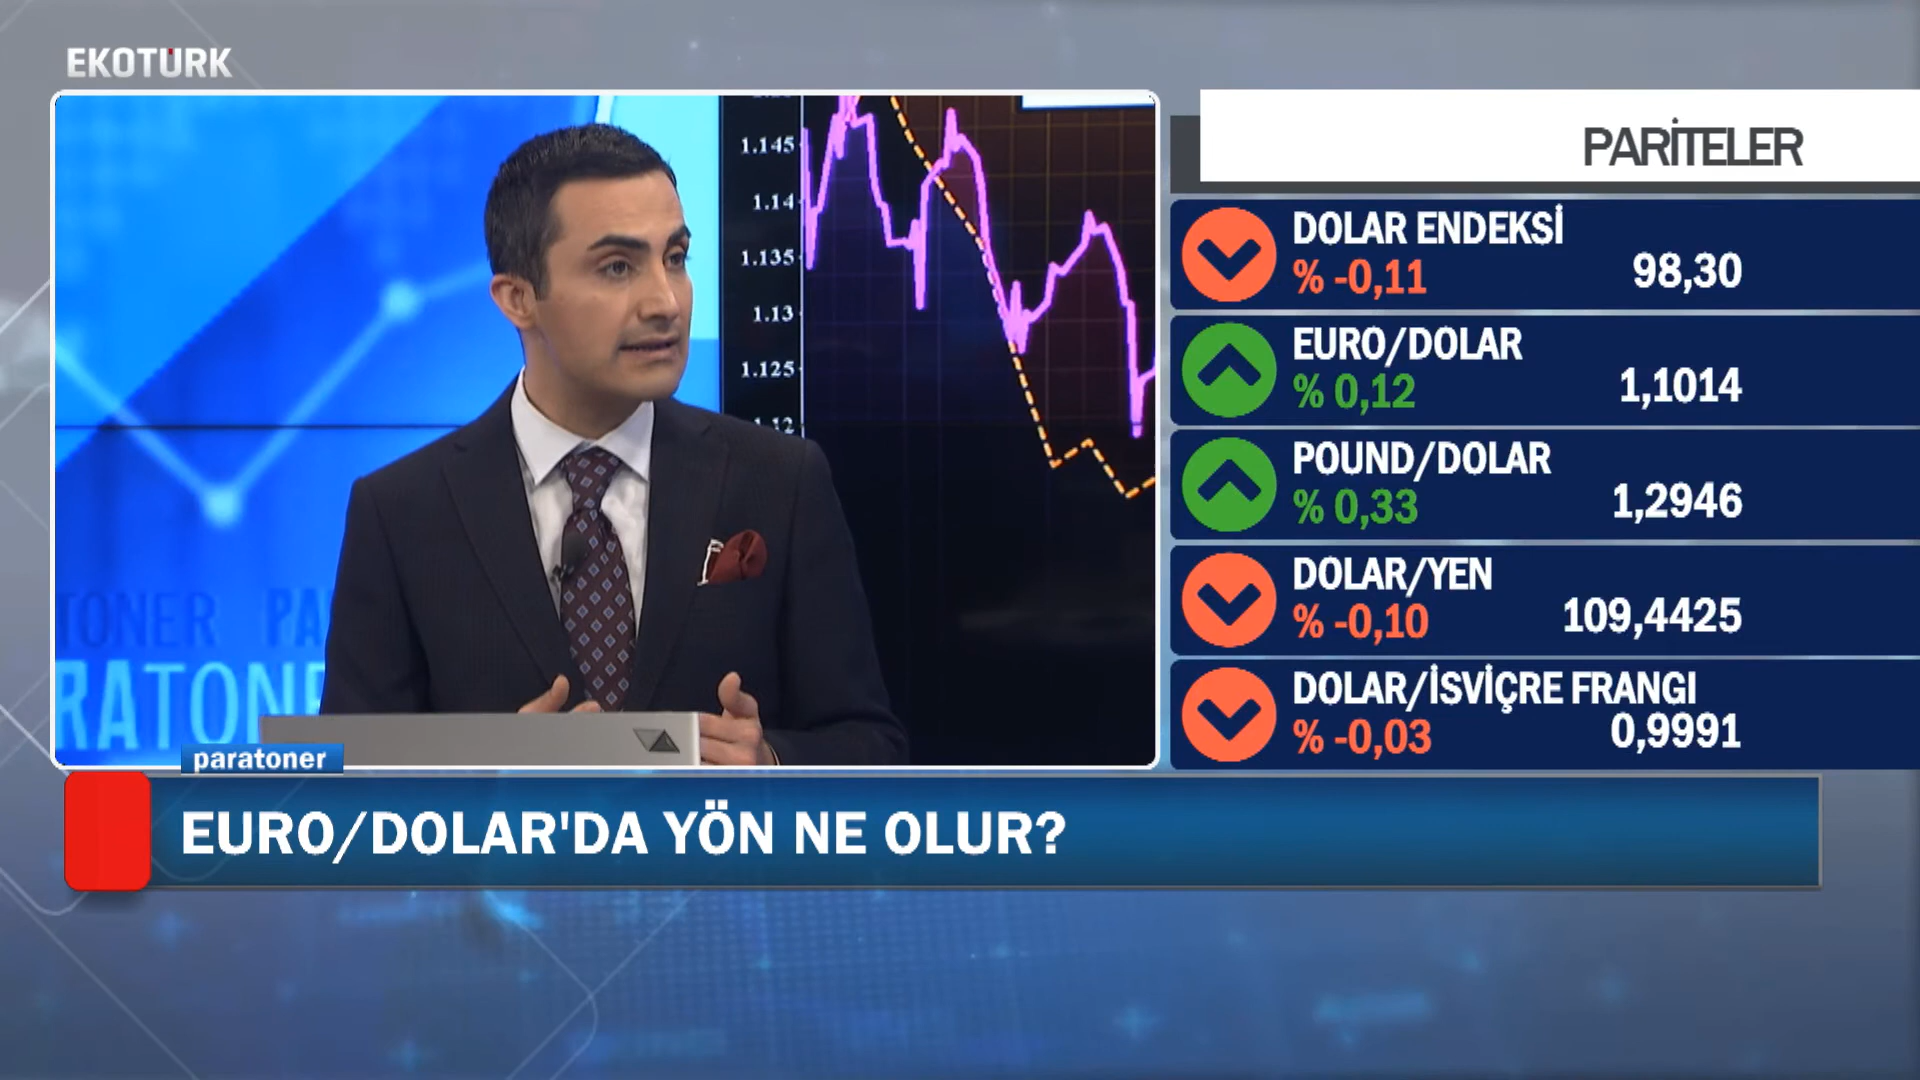 EKOTÜRK
1.145
1.14
1.135
1.13
1.125
1.12
PARİTELER
DOLAR ENDEKSİ
% -0,11 98,30
EURO/DOLAR
% 0,12 1,1014
POUND/DOLAR
% 0,33 1,2946
DOLAR/YEN
% -0,10 109,4425
DOLAR/İSVİÇRE FRANGI
% -0,03 0,9991
paratoner
EURO/DOLAR'DA YÖN NE OLUR?